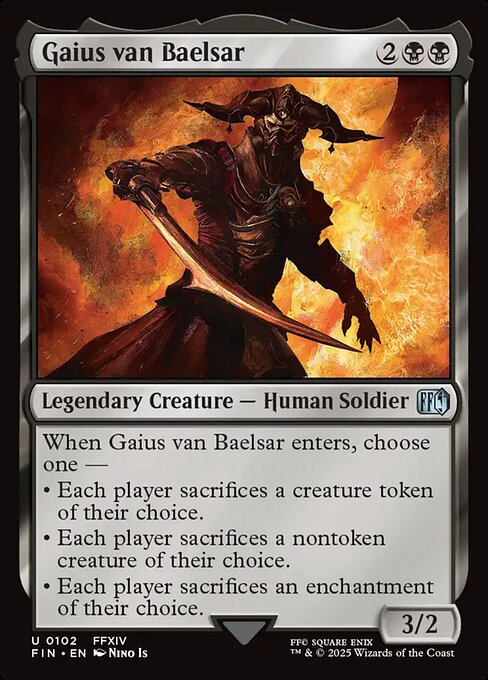 Gaius van Baelsar 2
Legendary Creature — Human Soldier FFXIV
When Gaius van Baelsar enters, choose
one —
• Each player sacrifices a creature token
of their choice.
• Each player sacrifices a nontoken
creature of their choice.
• Each player sacrifices an enchantment
of their choice.
3/2
U 0102 FFXIV
FIN • EN Nino Is
FF© SQUARE ENIX
™ & © 2025 Wizards of the Coast